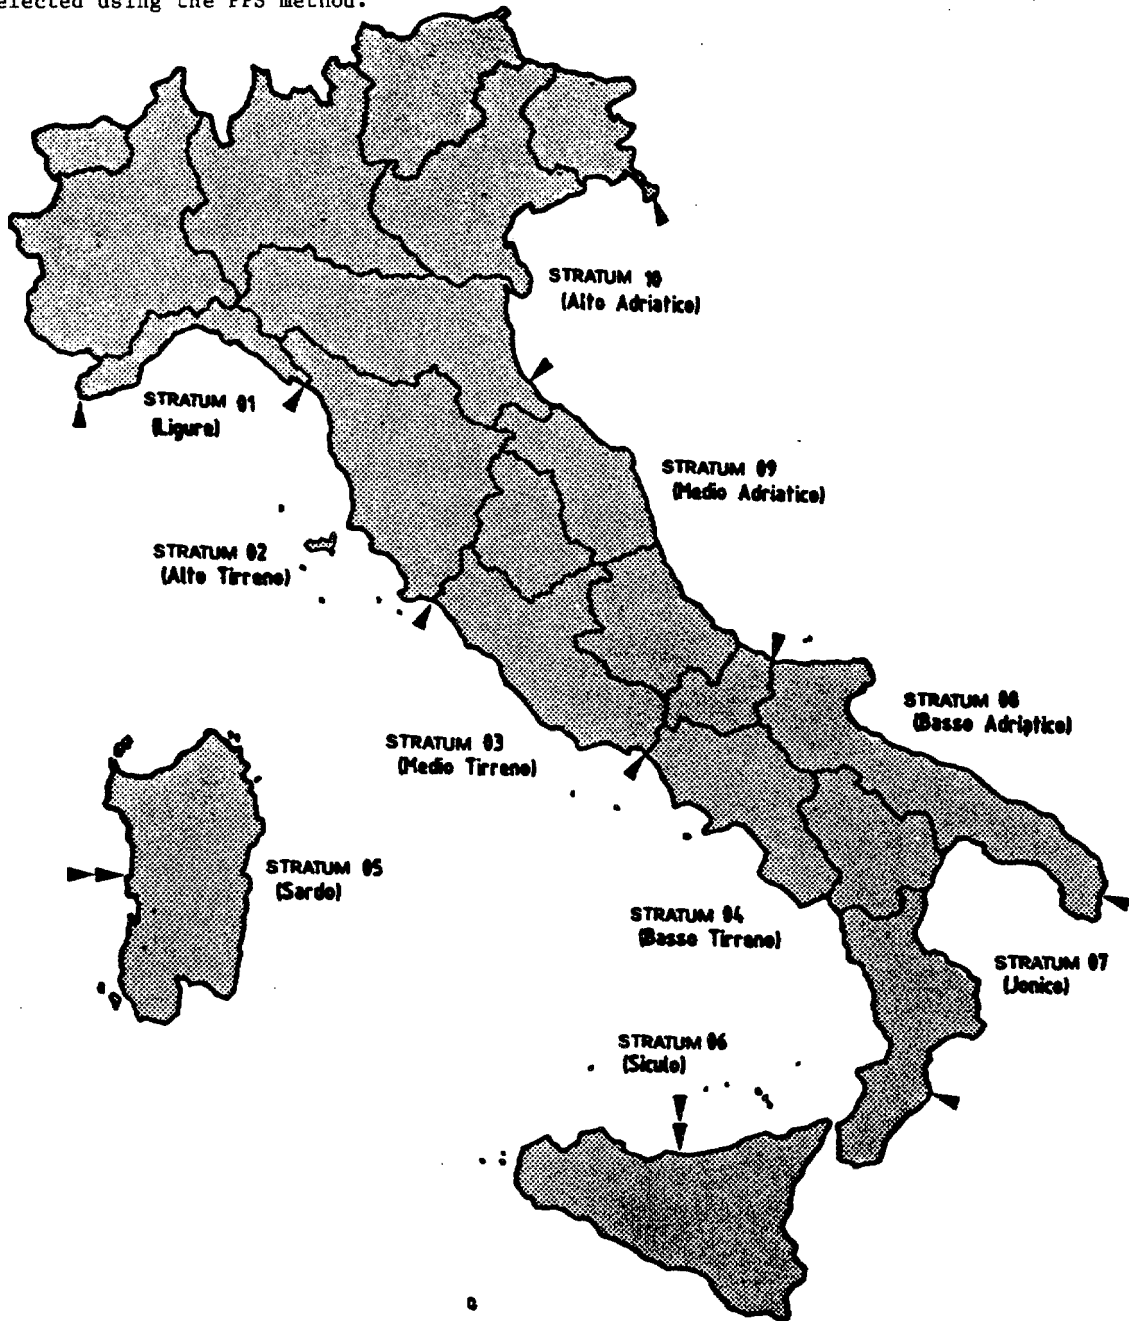 elected using the PPS method.
STRATUM 10
(Alto Adriatico)
STRATUM 01
(Ligure)
STRATUM 09
(Medio Adriatico)
STRATUM 02
(Alto Tirreno)
STRATUM 08
(Basso Adriatico)
STRATUM 03
(Medio Tirreno)
STRATUM 05
(Sardo)
STRATUM 04
(Basso Tirreno)
STRATUM 07
(Jonico)
STRATUM 06
(Siculo)